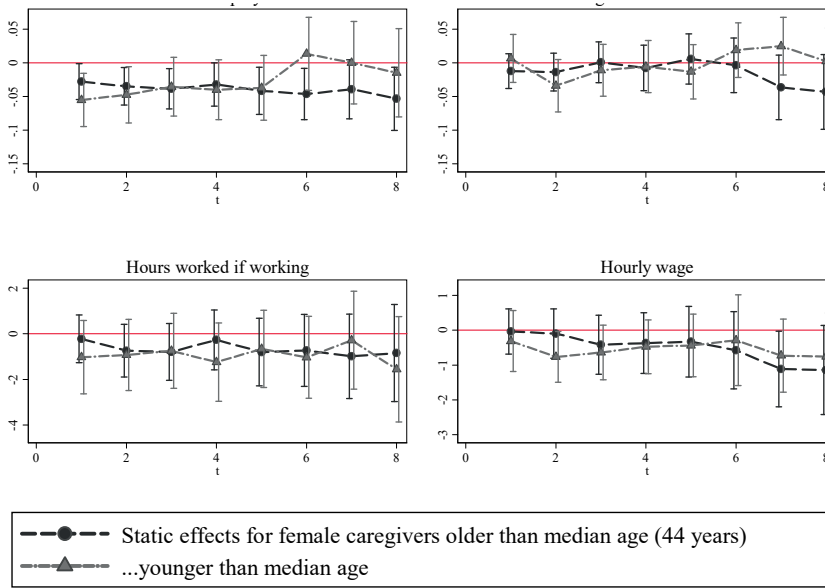 .05
0
.05
-.1
-.15
0 2 4 6 8
t
.05
0
.05
-.1
-.15
0 2 4 6 8
t
Hours worked if working
2
0
-2
-4
0 2 4 6 8
t
Hourly wage
1
0
-1
-2
-3
0 2 4 6 8
t
Static effects for female caregivers older than median age (44 years)
...younger than median age